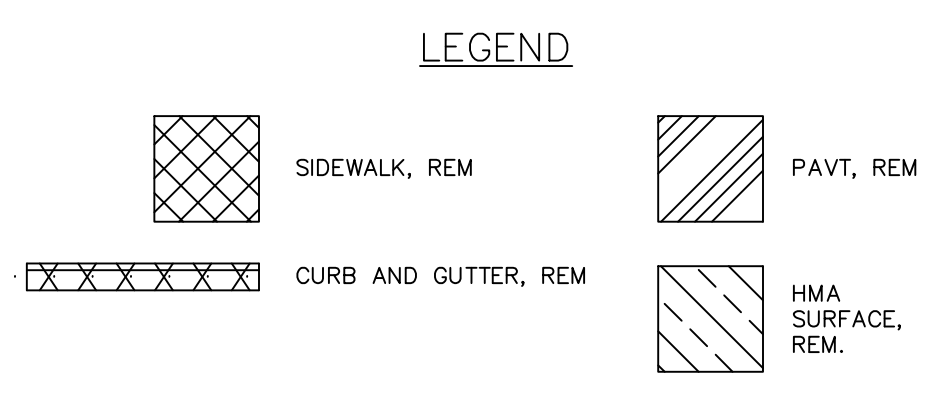 LEGEND
SIDEWALK, REM
PAVT, REM
CURB AND GUTTER, REM
HMA
SURFACE,
REM.